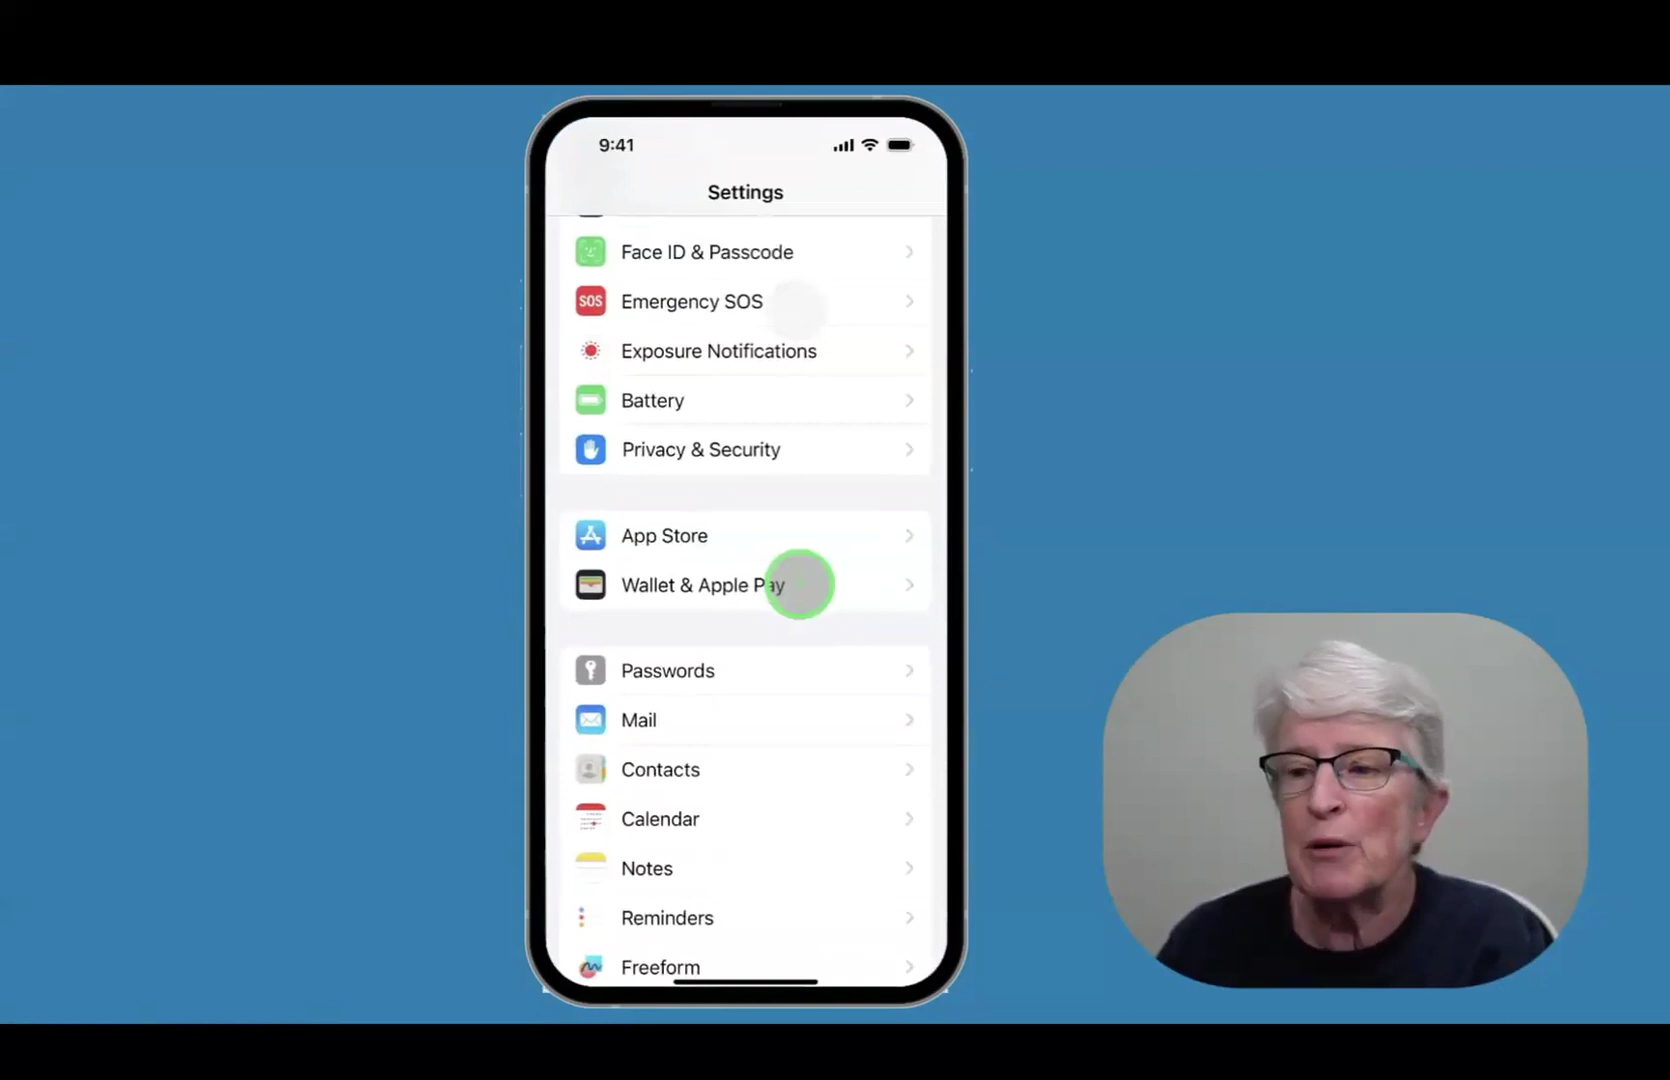 9:41
Settings
Face ID & Passcode
SOS
Emergency SOS
Exposure Notifications
Battery
Privacy & Security
App Store
Wallet & Apple Pay
Passwords
Mail
Contacts
Calendar
Notes
Reminders
Freeform